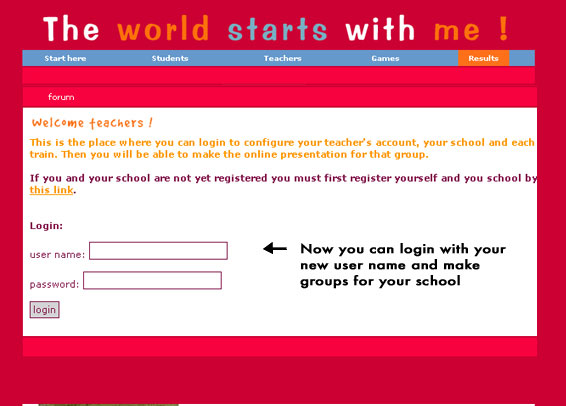 The world starts with me !
Start here Students Teachers Games Results
forum
Welcome teachers !
This is the place where you can login to configure your teacher's account, your school and each
train. Then you will be able to make the online presentation for that group.
If you and your school are not yet registered you must first register yourself and you school by
this link.
Login:
user name:
Now you can login with your
new user name and make
groups for your school
password:
login